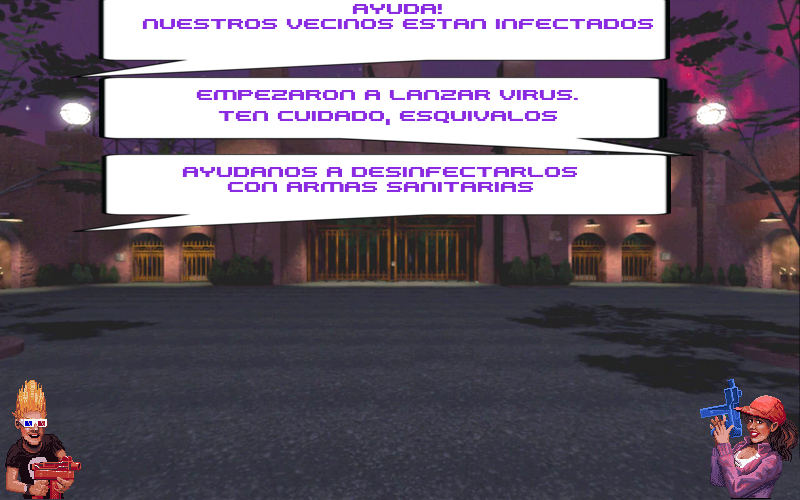 AYUDA!
NUESTROS VECINOS ESTAN INFECTADOS
EMPEZARON A LANZAR VIRUS.
TEN CUIDADO, ESQUIVALOS
AYUDANOS A DESINFECTARLOS
CON ARMAS SANITARIAS